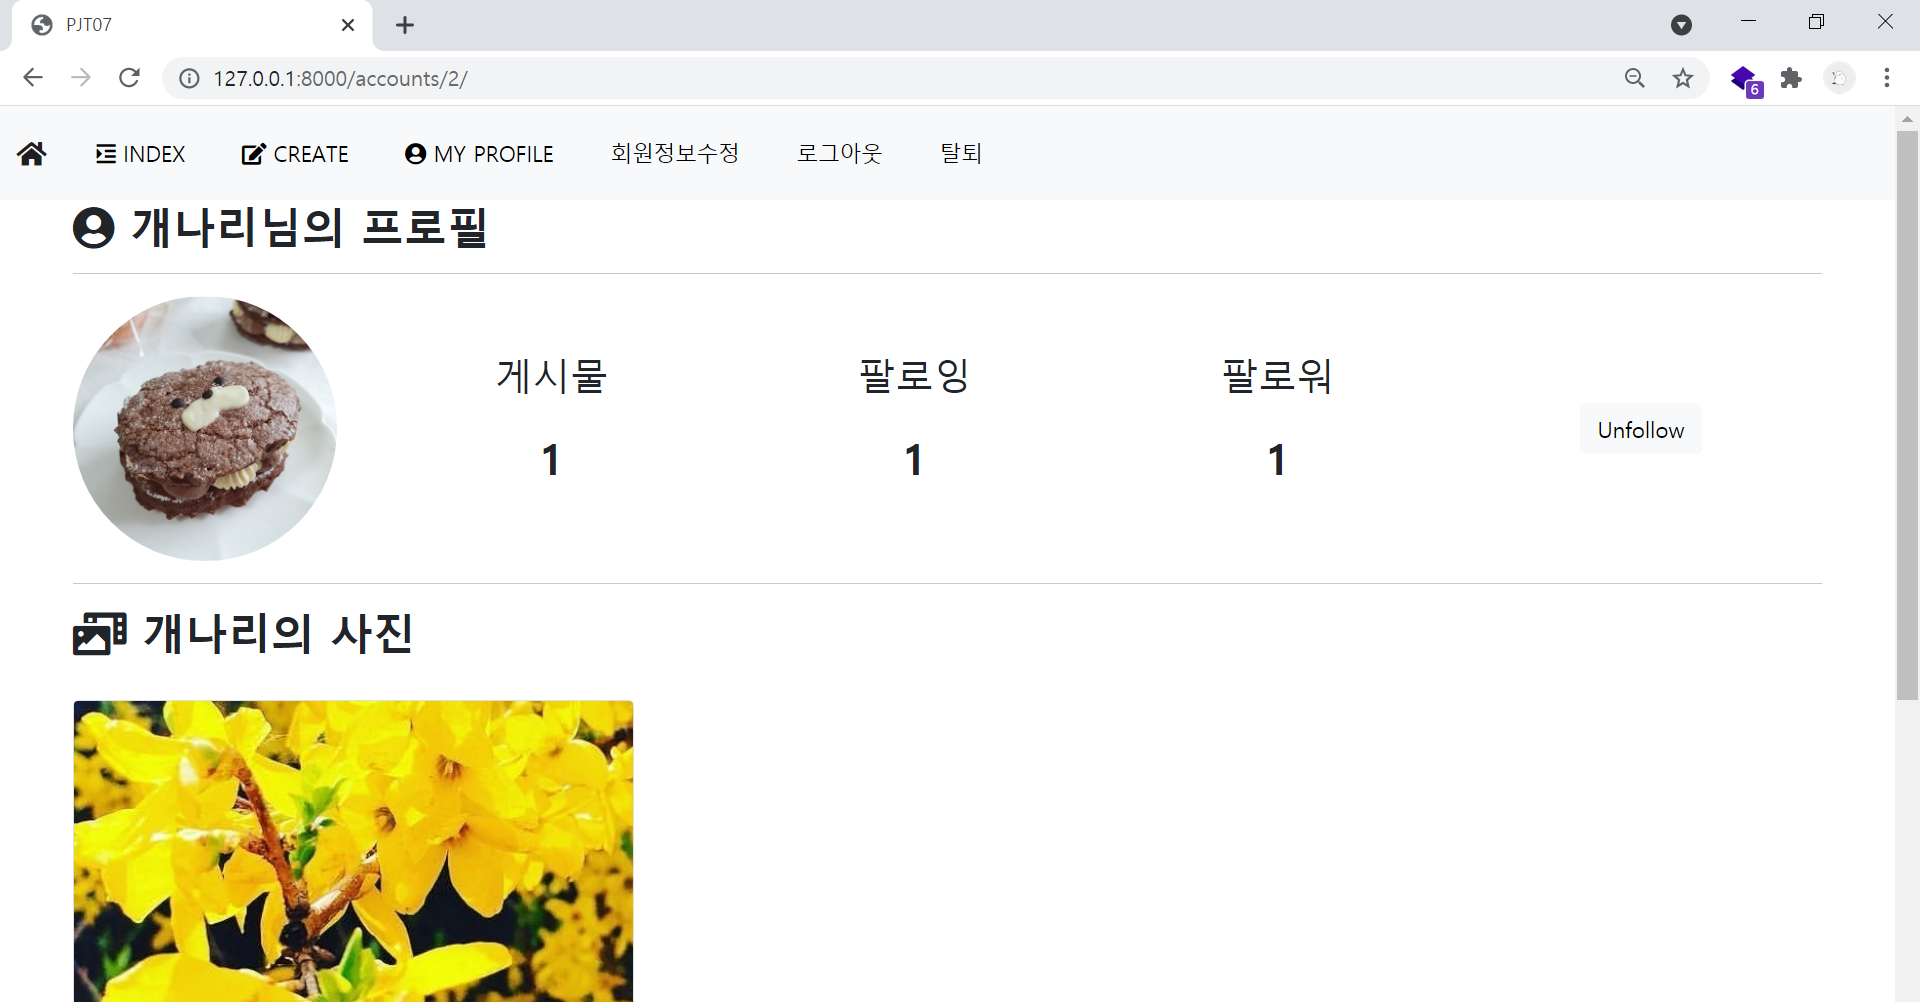 PJT07
127.0.0.1:8000/accounts/2/
6
INDEX CREATE MY PROFILE 회원정보수정 로그아웃 탈퇴
개나리님의 프로필
게시물 팔로잉 팔로워
1 1 1
Unfollow
개나리의 사진